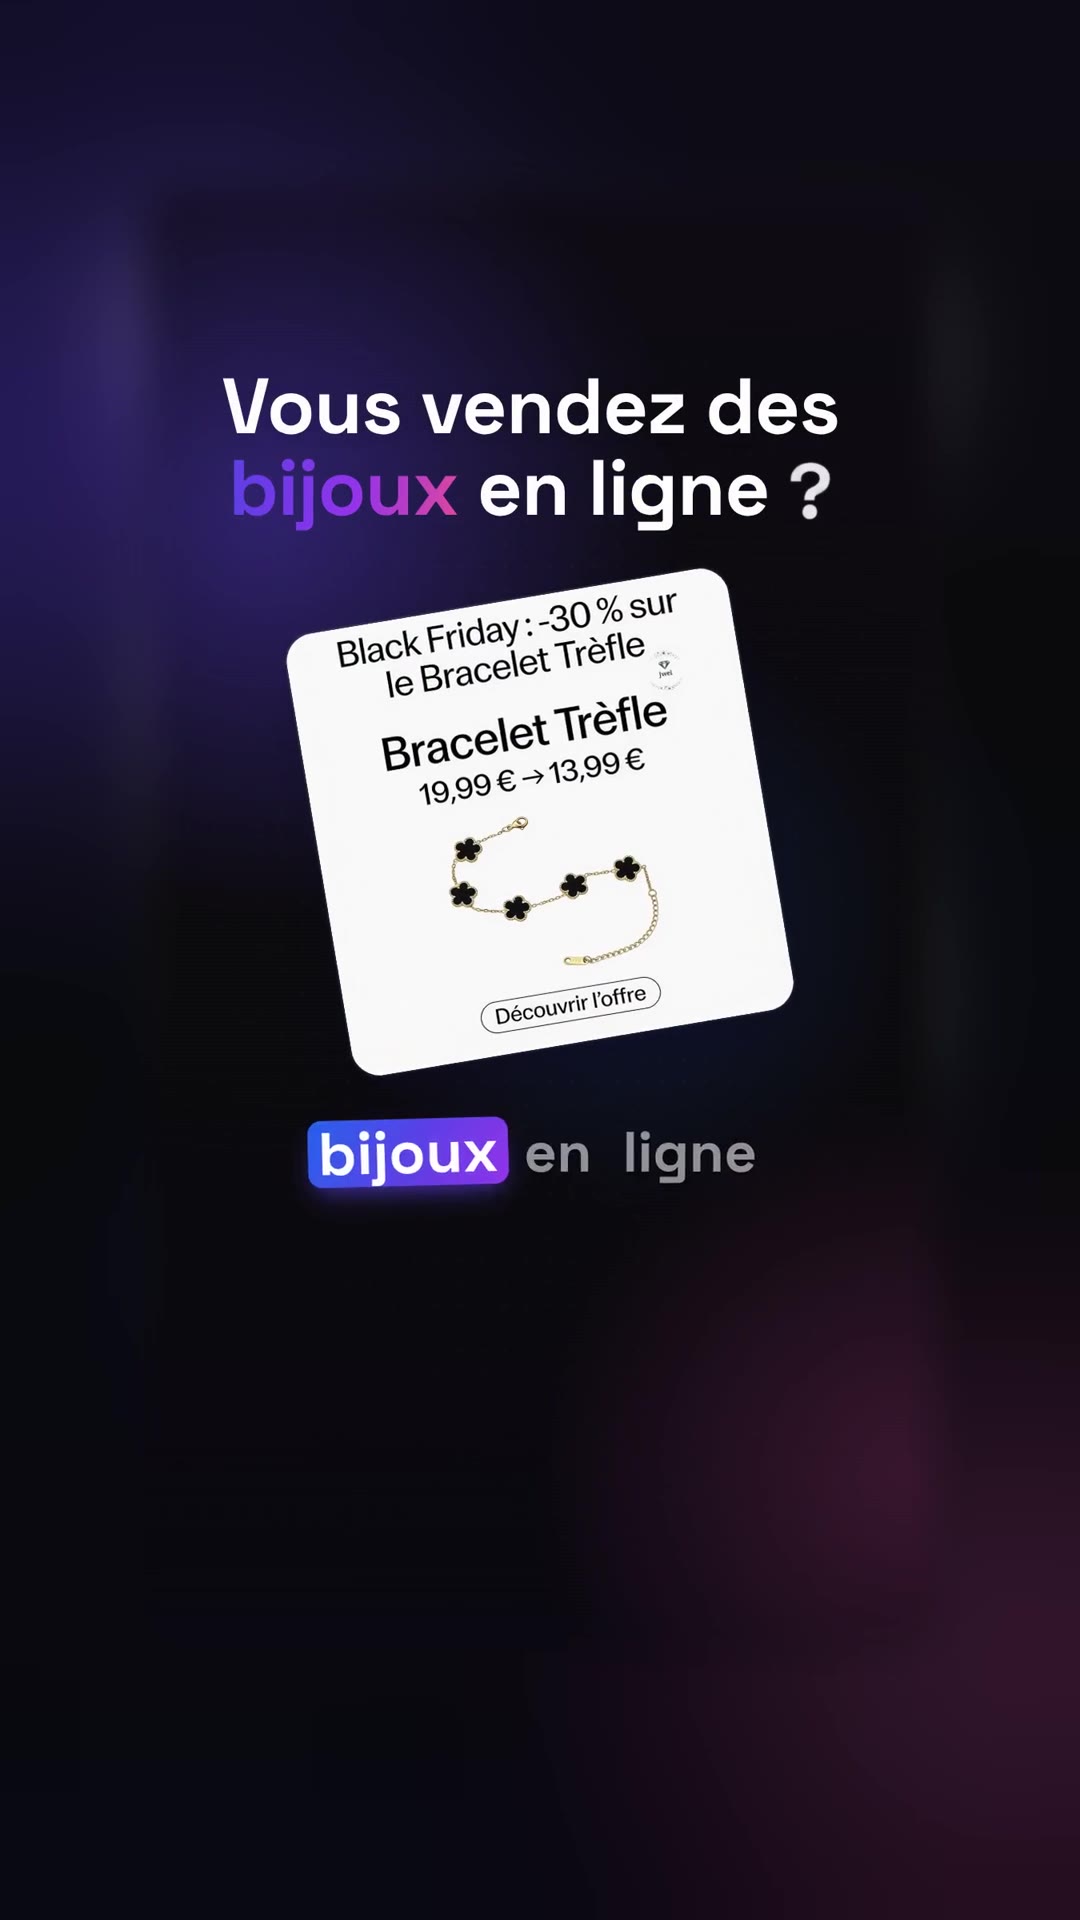 Vous vendez des
bijoux en ligne ?
Black Friday : -30 % sur
le Bracelet Trèfle
Jwel
Bracelet Trèfle
19,99 € → 13,99 €
Découvrir l’offre
bijoux en ligne